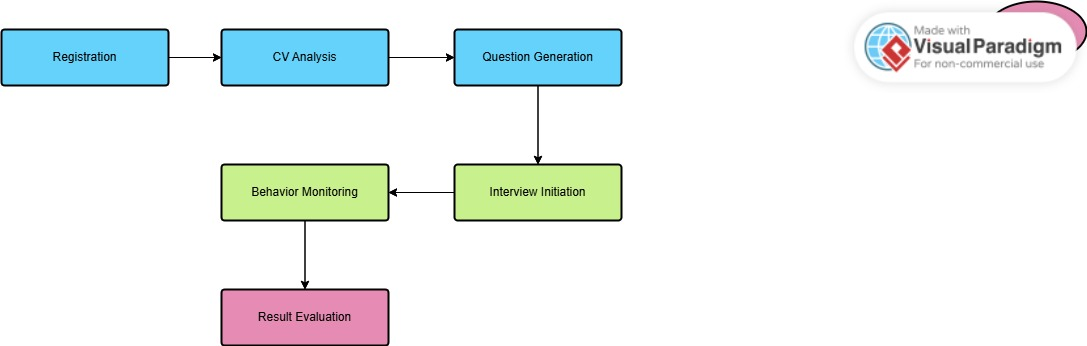 Registration
CV Analysis
Question Generation
Made with
Visual Paradigm
For non-commercial use
Behavior Monitoring
Interview Initiation
Result Evaluation